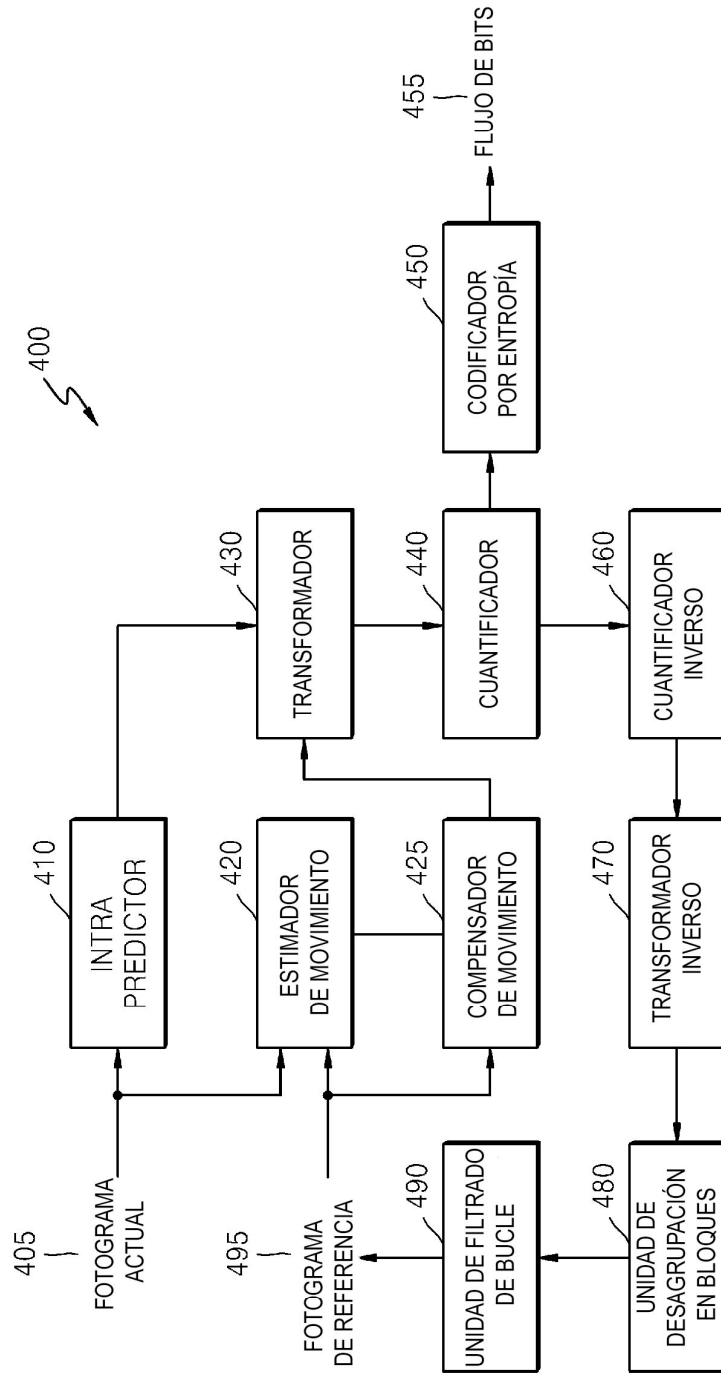 400
405
FOTOGRAMA
ACTUAL
410
INTRA
PREDICTOR
495
FOTOGRAMA
DE REFERENCIA
420
ESTIMADOR
DE MOVIMIENTO
425
COMPENSADOR
DE MOVIMIENTO
430
TRANSFORMADOR
440
CUANTIFICADOR
450
CODIFICADOR
POR ENTROPÍA
455
FLUJO DE BITS
460
CUANTIFICADOR
INVERSO
470
TRANSFORMADOR
INVERSO
480
UNIDAD DE
DESAGRUPACIÓN
EN BLOQUES
490
UNIDAD DE FILTRADO
DE BUCLE